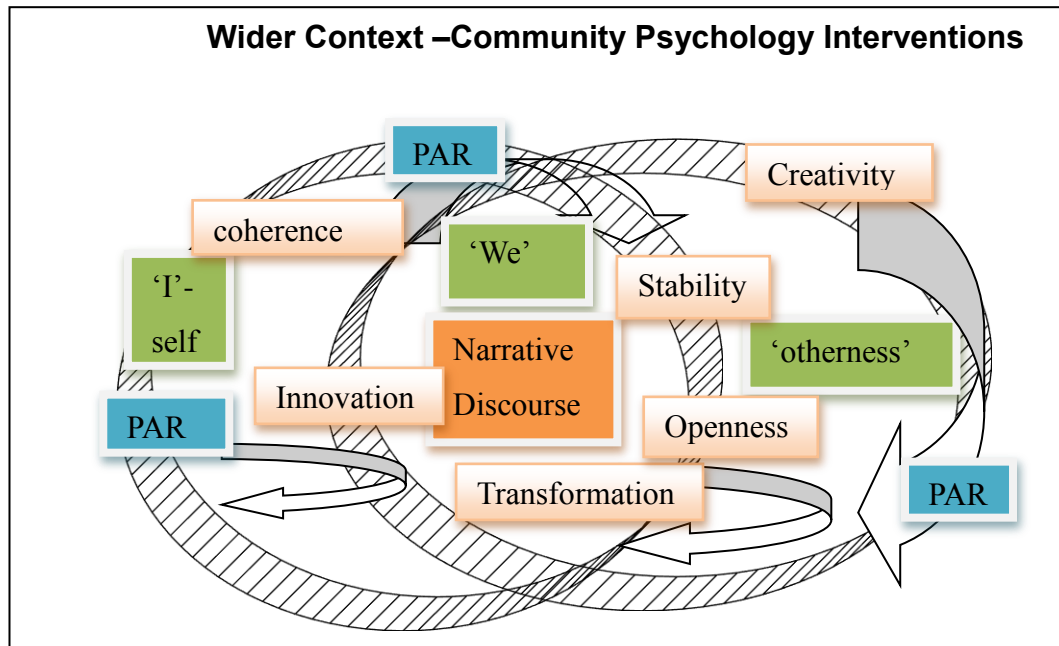 Wider Context –Community Psychology Interventions
PAR
Creativity
coherence
‘We’
‘I’-
self
Stability
‘otherness’
Narrative
Discourse
Innovation
PAR
Openness
Transformation
PAR